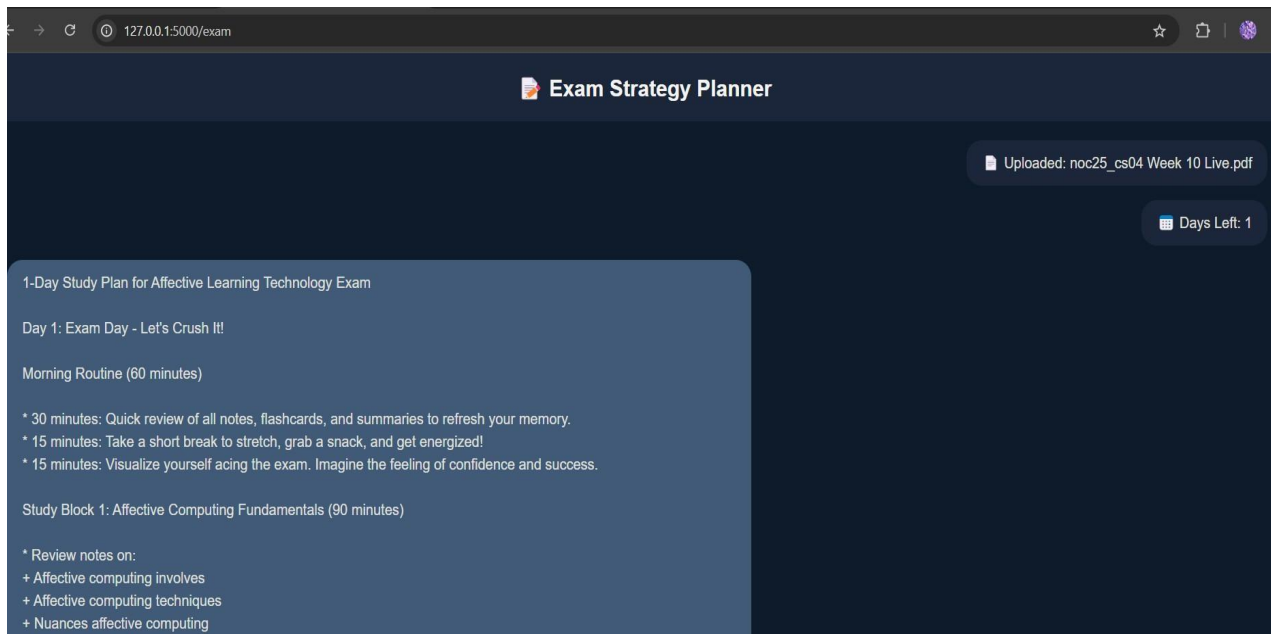 127.0.0.1:5000/exam
Exam Strategy Planner
Uploaded: noc25_cs04 Week 10 Live.pdf
Days Left: 1
1-Day Study Plan for Affective Learning Technology Exam
Day 1: Exam Day - Let's Crush It!
Morning Routine (60 minutes)
* 30 minutes: Quick review of all notes, flashcards, and summaries to refresh your memory.
* 15 minutes: Take a short break to stretch, grab a snack, and get energized!
* 15 minutes: Visualize yourself acing the exam. Imagine the feeling of confidence and success.
Study Block 1: Affective Computing Fundamentals (90 minutes)
* Review notes on:
+ Affective computing involves
+ Affective computing techniques
+ Nuances affective computing